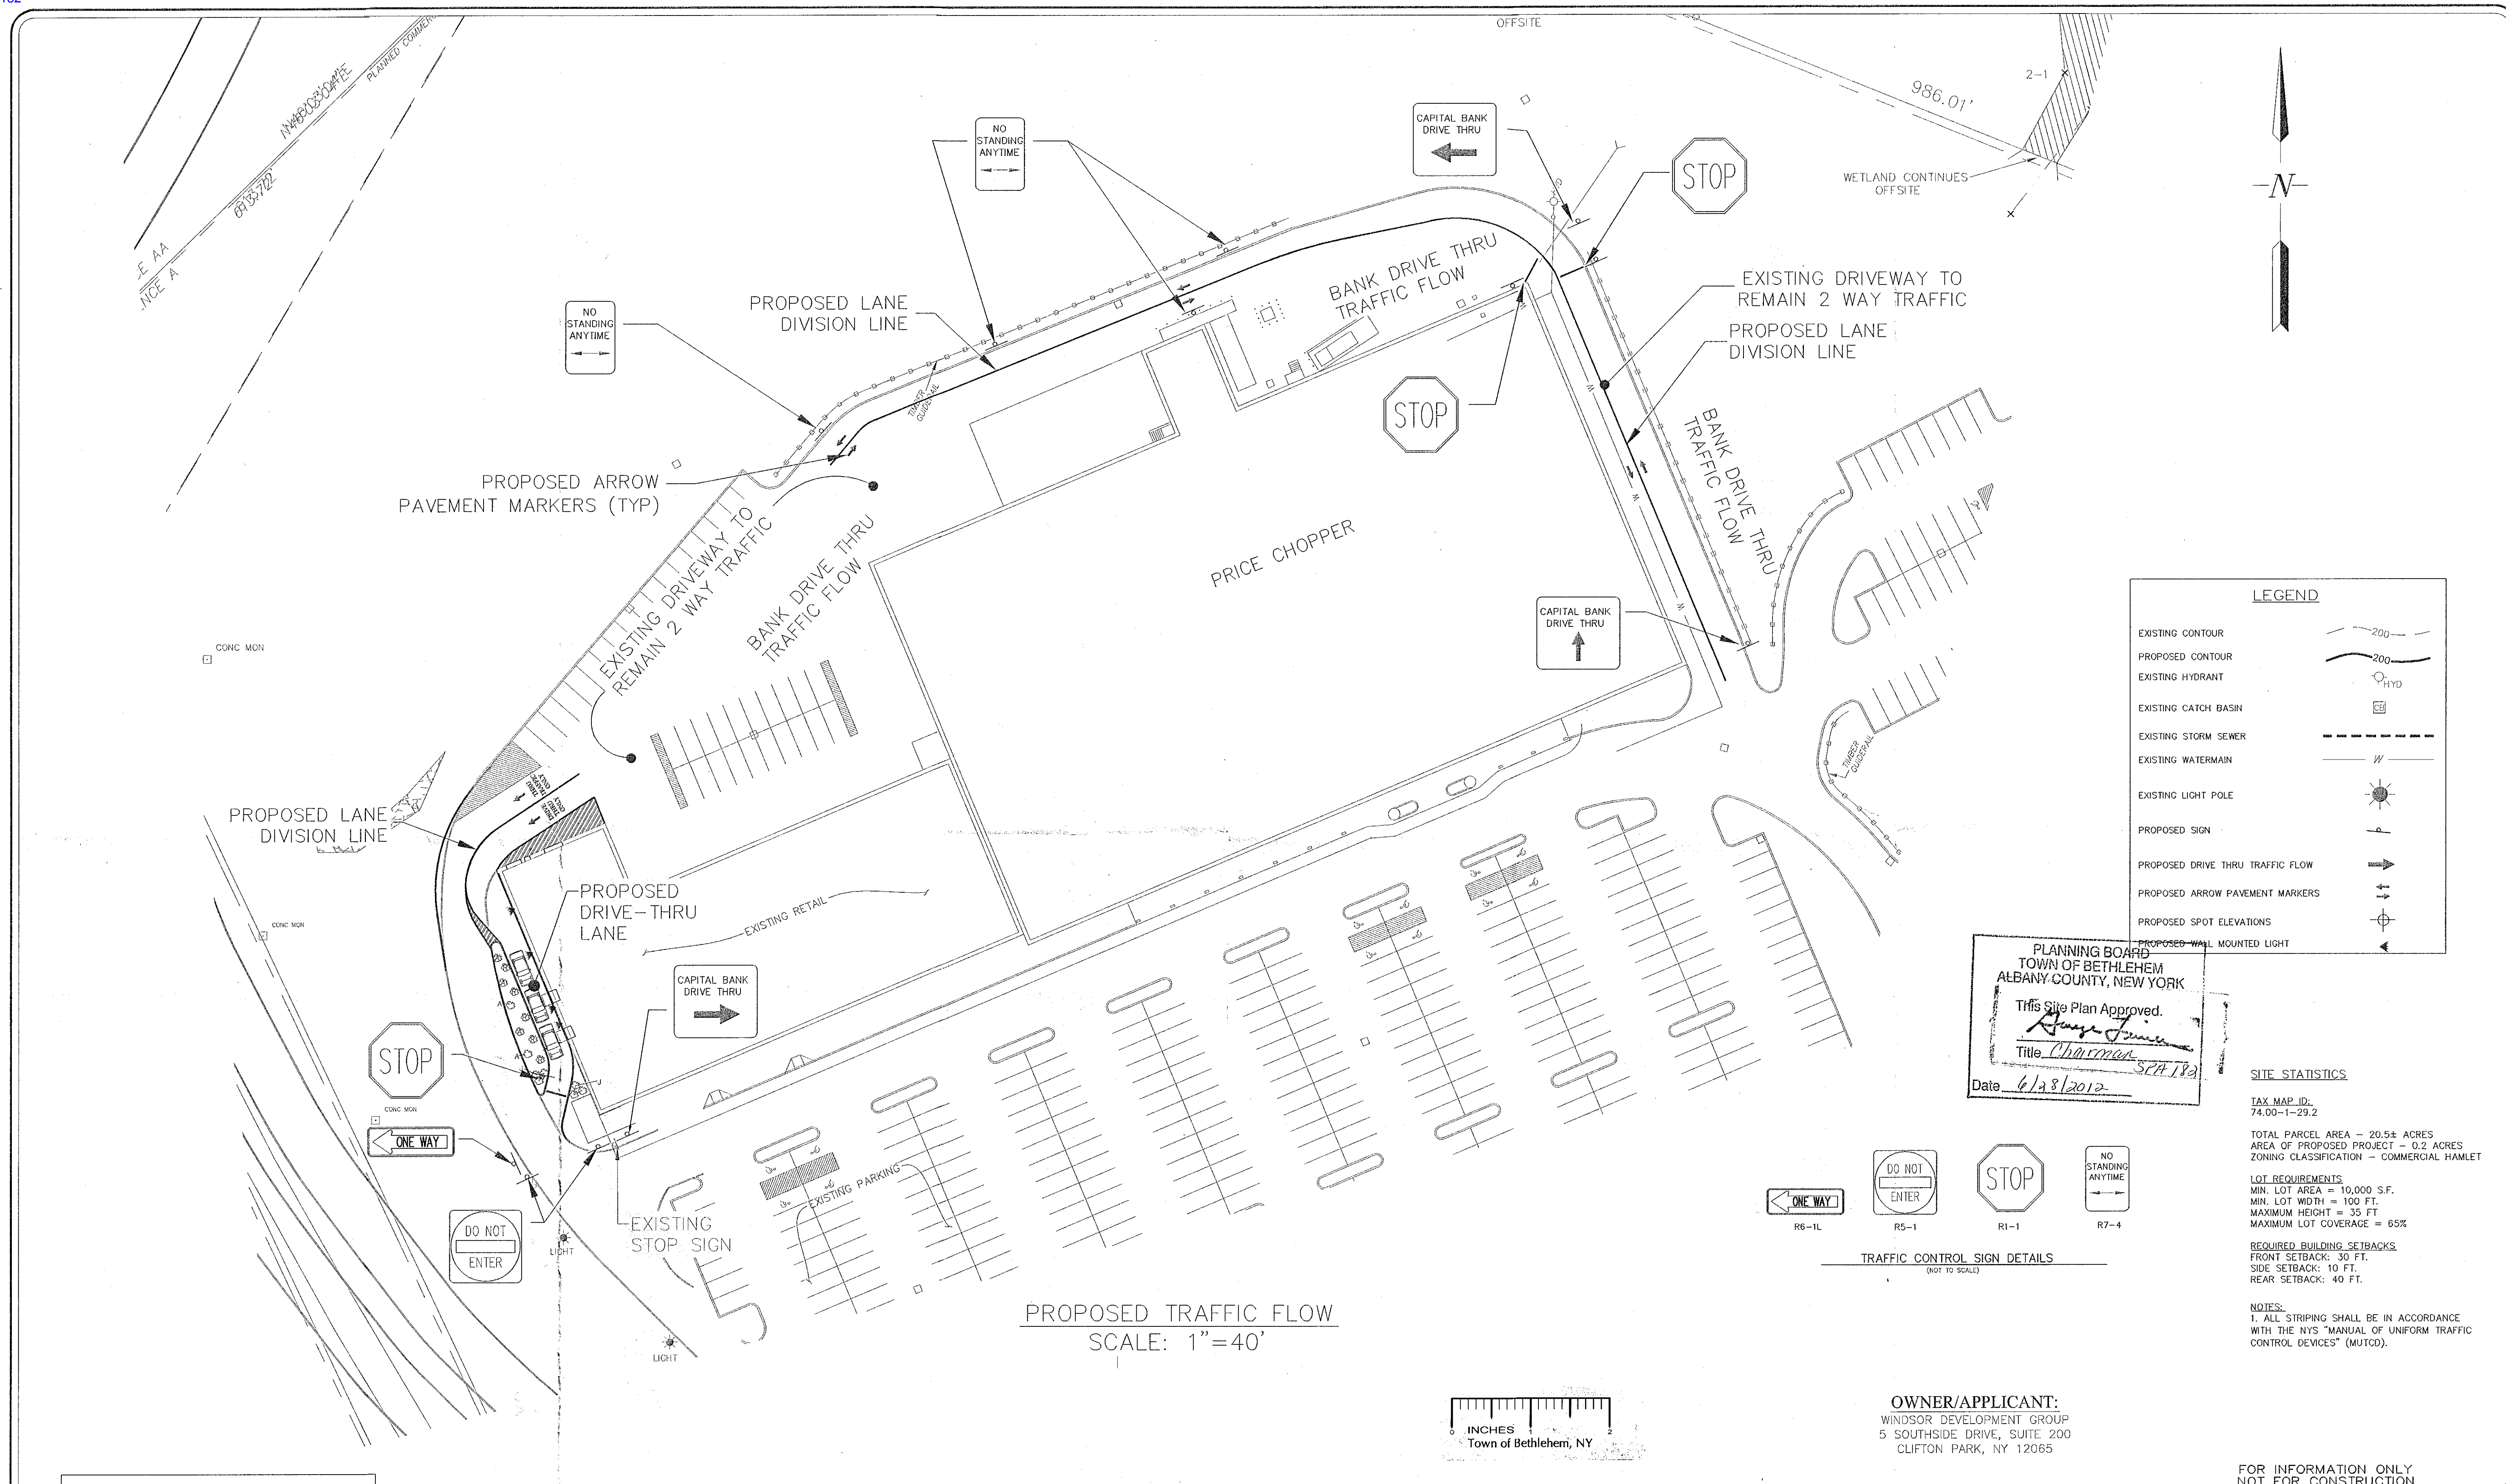 OFFSITE
PLANNED COMMER
986.01'
2-1
WETLAND CONTINUES
OFFSITE
-N-
NO
STANDING
ANYTIME
CAPITAL BANK
DRIVE THRU
STOP
NO
STANDING
ANYTIME
PROPOSED LANE
DIVISION LINE
BANK DRIVE THRU
TRAFFIC FLOW
EXISTING DRIVEWAY TO
REMAIN 2 WAY TRAFFIC
PROPOSED LANE
DIVISION LINE
TIMBER
GUIDERAIL
STOP
PROPOSED ARROW
PAVEMENT MARKERS (TYP)
BANK DRIVE THRU
TRAFFIC FLOW
EXISTING DRIVEWAY TO
REMAIN 2 WAY TRAFFIC
BANK DRIVE THRU
TRAFFIC FLOW
PRICE CHOPPER
CAPITAL BANK
DRIVE THRU
CONC MON
TIMBER
GUIDERAIL
PROPOSED LANE
DIVISION LINE
PROPOSED
DRIVE-THRU
LANE
EXISTING RETAIL
CONC MON
CAPITAL BANK
DRIVE THRU
STOP
CONC MON
ONE WAY
DO NOT
ENTER
EXISTING
STOP SIGN
EXISTING PARKING
LIGHT
LIGHT
PROPOSED TRAFFIC FLOW
SCALE: 1"=40'
LEGEND
EXISTING CONTOUR 200
PROPOSED CONTOUR 200
EXISTING HYDRANT HYD
EXISTING CATCH BASIN CB
EXISTING STORM SEWER
EXISTING WATERMAIN W
EXISTING LIGHT POLE
PROPOSED SIGN
PROPOSED DRIVE THRU TRAFFIC FLOW
PROPOSED ARROW PAVEMENT MARKERS
PROPOSED SPOT ELEVATIONS
PROPOSED WALL MOUNTED LIGHT
PLANNING BOARD
TOWN OF BETHLEHEM
ALBANY COUNTY, NEW YORK
This Site Plan Approved.
Title Chairman
SPA 182
Date 6/28/2012
SITE STATISTICS
TAX MAP ID:
74.00-1-29.2
TOTAL PARCEL AREA - 20.5± ACRES
AREA OF PROPOSED PROJECT - 0.2 ACRES
ZONING CLASSIFICATION - COMMERCIAL HAMLET
LOT REQUIREMENTS
MIN. LOT AREA = 10,000 S.F.
MIN. LOT WIDTH = 100 FT.
MAXIMUM HEIGHT = 35 FT
MAXIMUM LOT COVERAGE = 65%
REQUIRED BUILDING SETBACKS
FRONT SETBACK: 30 FT.
SIDE SETBACK: 10 FT.
REAR SETBACK: 40 FT.
NOTES:
1. ALL STRIPING SHALL BE IN ACCORDANCE
WITH THE NYS "MANUAL OF UNIFORM TRAFFIC
CONTROL DEVICES" (MUTCD).
ONE WAY
R6-1L
DO NOT
ENTER
R5-1
STOP
R1-1
NO
STANDING
ANYTIME
R7-4
TRAFFIC CONTROL SIGN DETAILS
(NOT TO SCALE)
0 INCHES 1 2
Town of Bethlehem, NY
OWNER/APPLICANT:
WINDSOR DEVELOPMENT GROUP
5 SOUTHSIDE DRIVE, SUITE 200
CLIFTON PARK, NY 12065
FOR INFORMATION ONLY
NOT FOR CONSTRUCTION